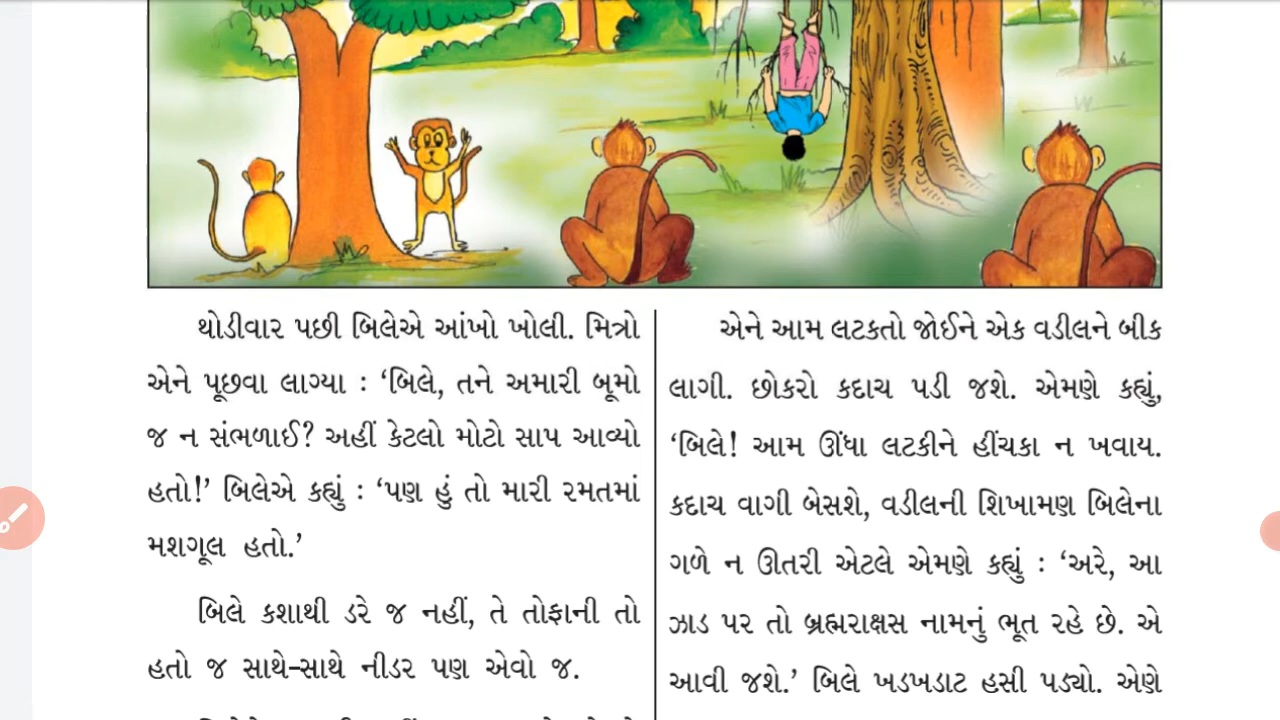 થોડીવાર પછી બિલેએ આંખો ખોલી. મિત્રો
એને પૂછવા લાગ્યા : ‘બિલે, તને અમારી બૂમો
જ ન સંભળાઈ? અહીં કેટલો મોટો સાપ આવ્યો
હતો!’ બિલેએ કહ્યું : ‘પણ હું તો મારી રમતમાં
મશગૂલ હતો.’
બિલે કશાથી ડરે જ નહીં, તે તોફાની તો
હતો જ સાથે-સાથે નીડર પણ એવો જ.
એને આમ લટકતો જોઈને એક વડીલને બીક
લાગી. છોકરો કદાચ પડી જશે. એમણે કહ્યું,
‘બિલે! આમ ઊંધા લટકીને હીંચકા ન ખવાય.
કદાચ વાગી બેસશે, વડીલની શિખામણ બિલેના
ગળે ન ઊતરી એટલે એમણે કહ્યું : ‘અરે, આ
ઝાડ પર તો બ્રહ્મરાક્ષસ નામનું ભૂત રહે છે. એ
આવી જશે.’ બિલે ખડખડાટ હસી પડ્યો. એણે